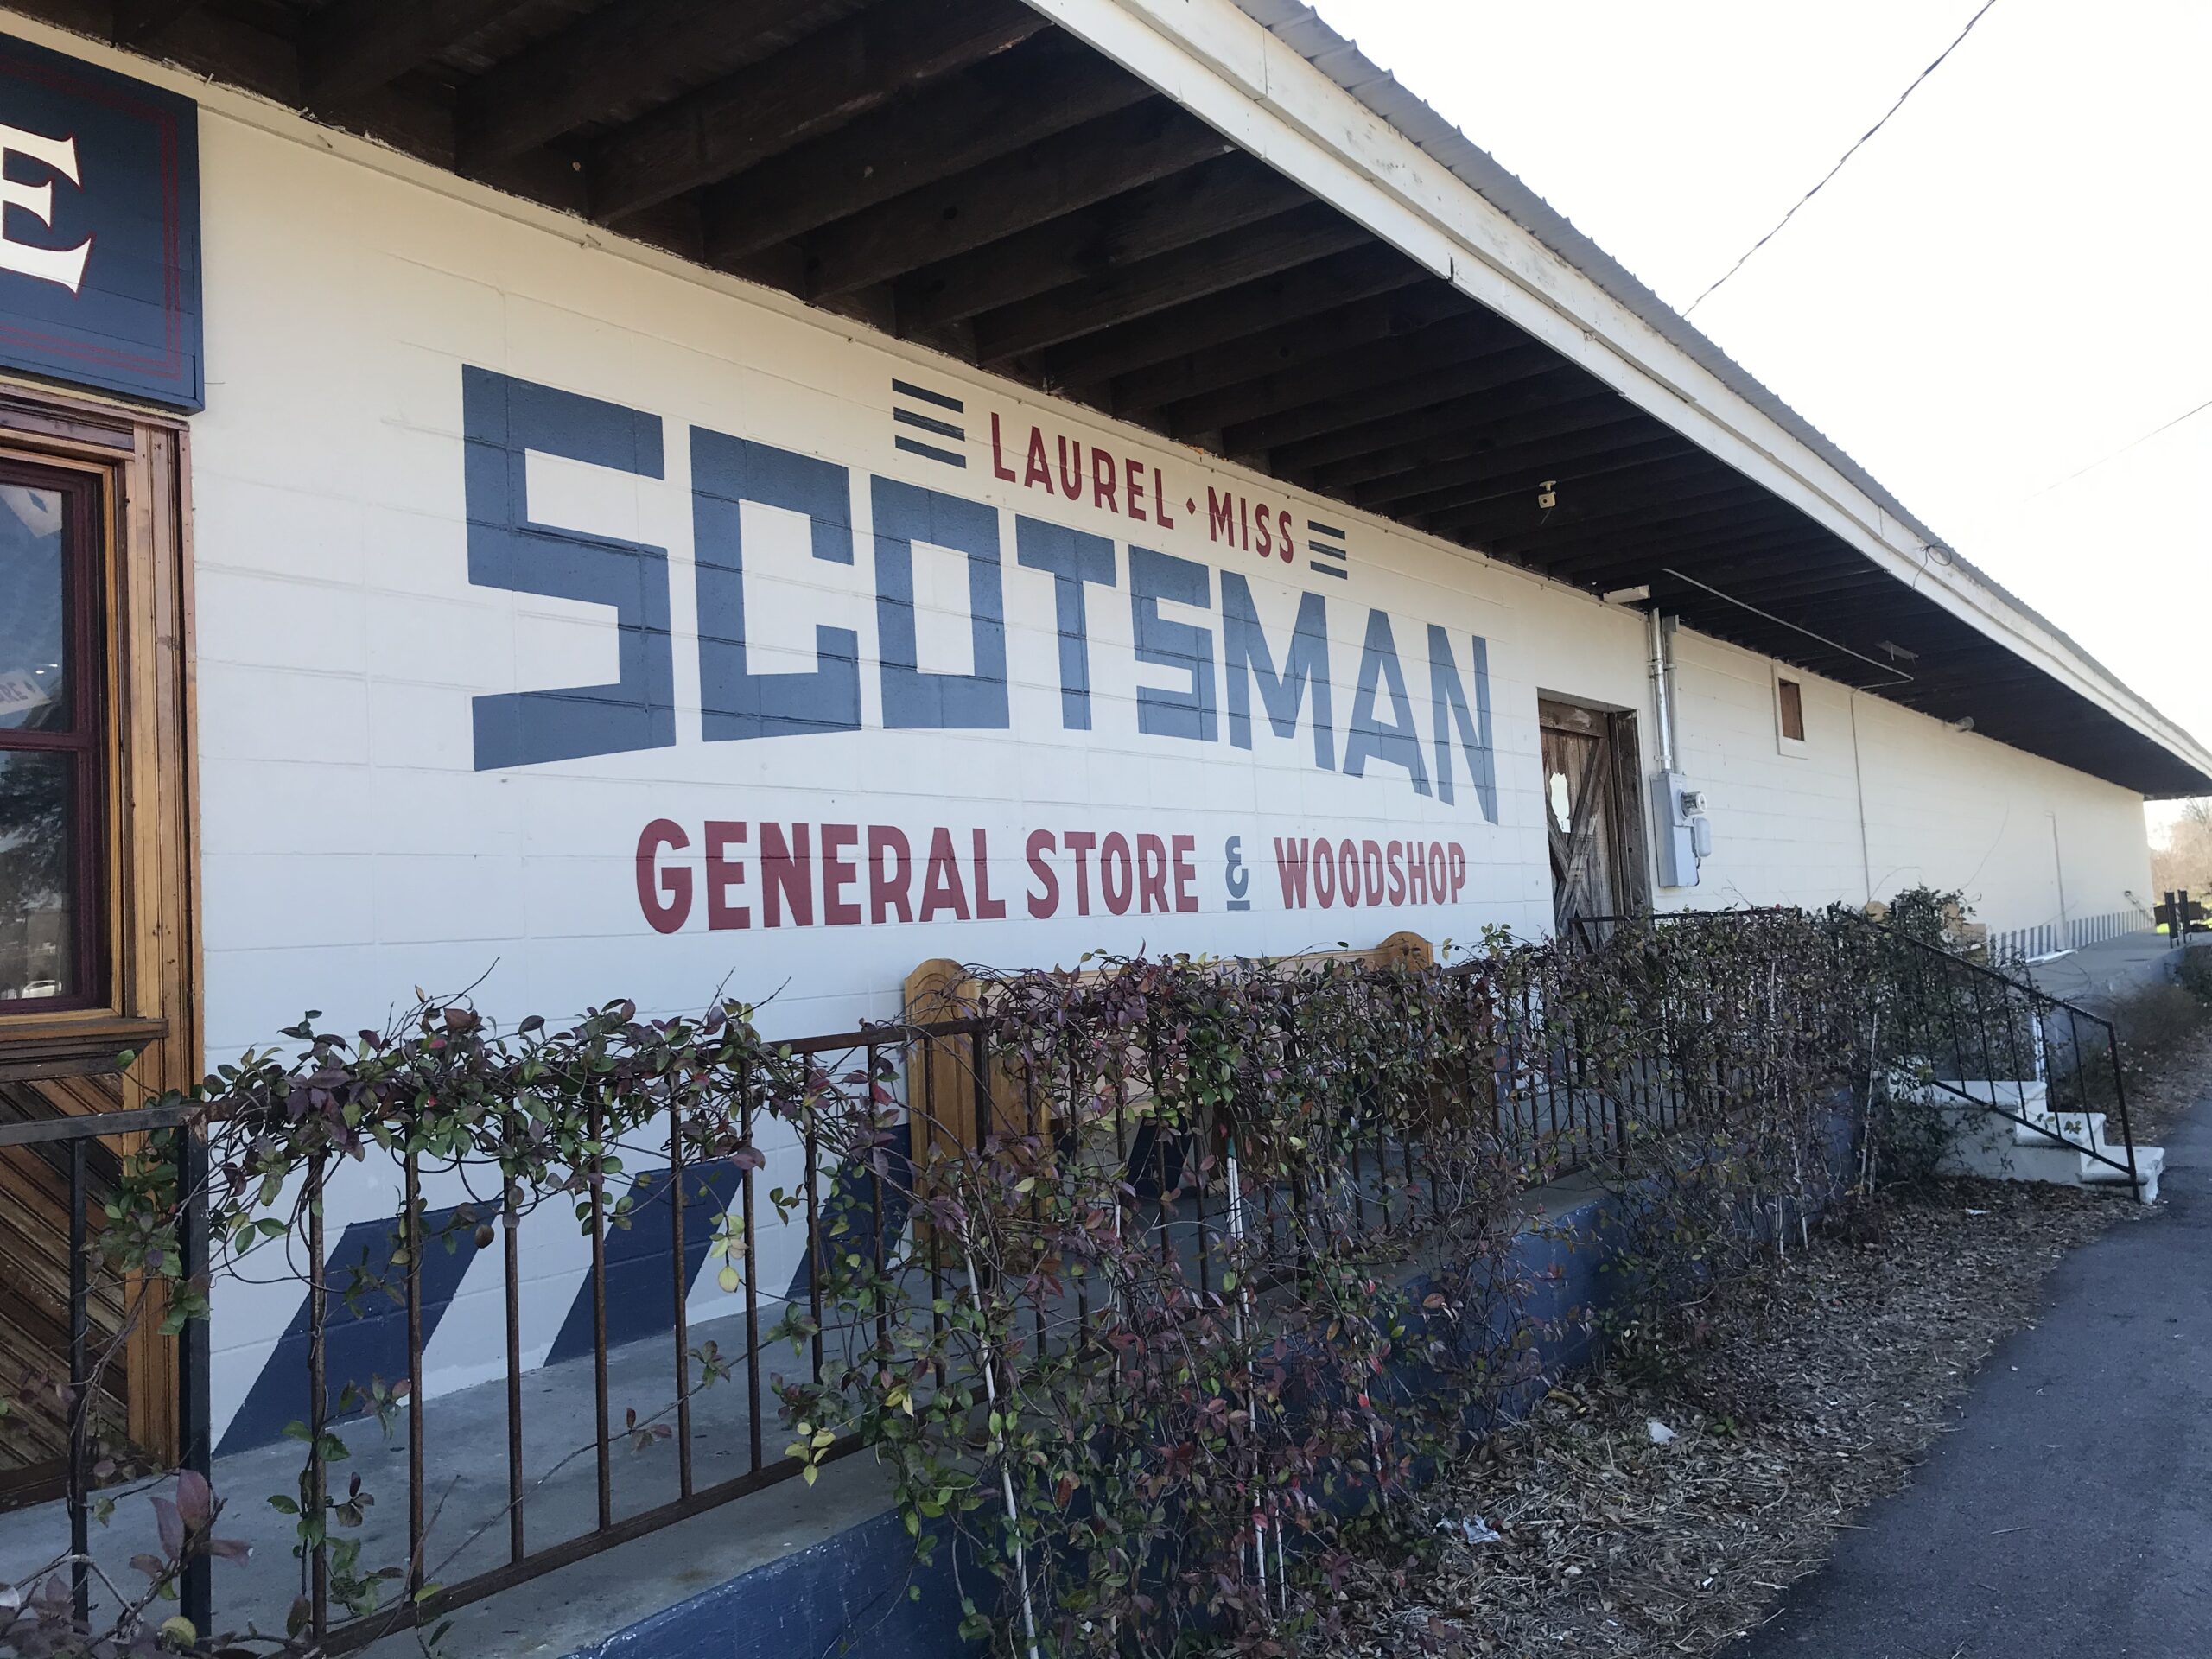 E
LAUREL ⬩ MISS
SCOTSMAN
GENERAL STORE & WOODSHOP